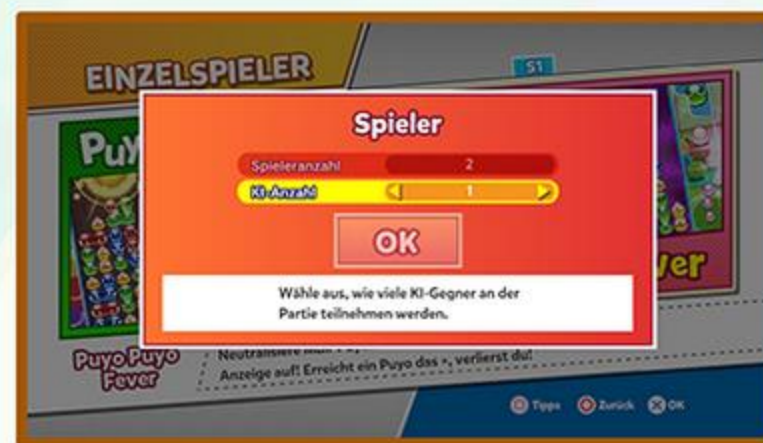 EINZELSPIELER
S1
Spieler
Spieleranzahl 2
KI-Anzahl 1
OK
Wähle aus, wie viele KI-Gegner an der
Partie teilnehmen werden.
Puyo Puyo
Fever
Neutralisiere
Anzeige auf! Erreicht ein Puyo das ×, verlierst du!
Tipps Zurück OK